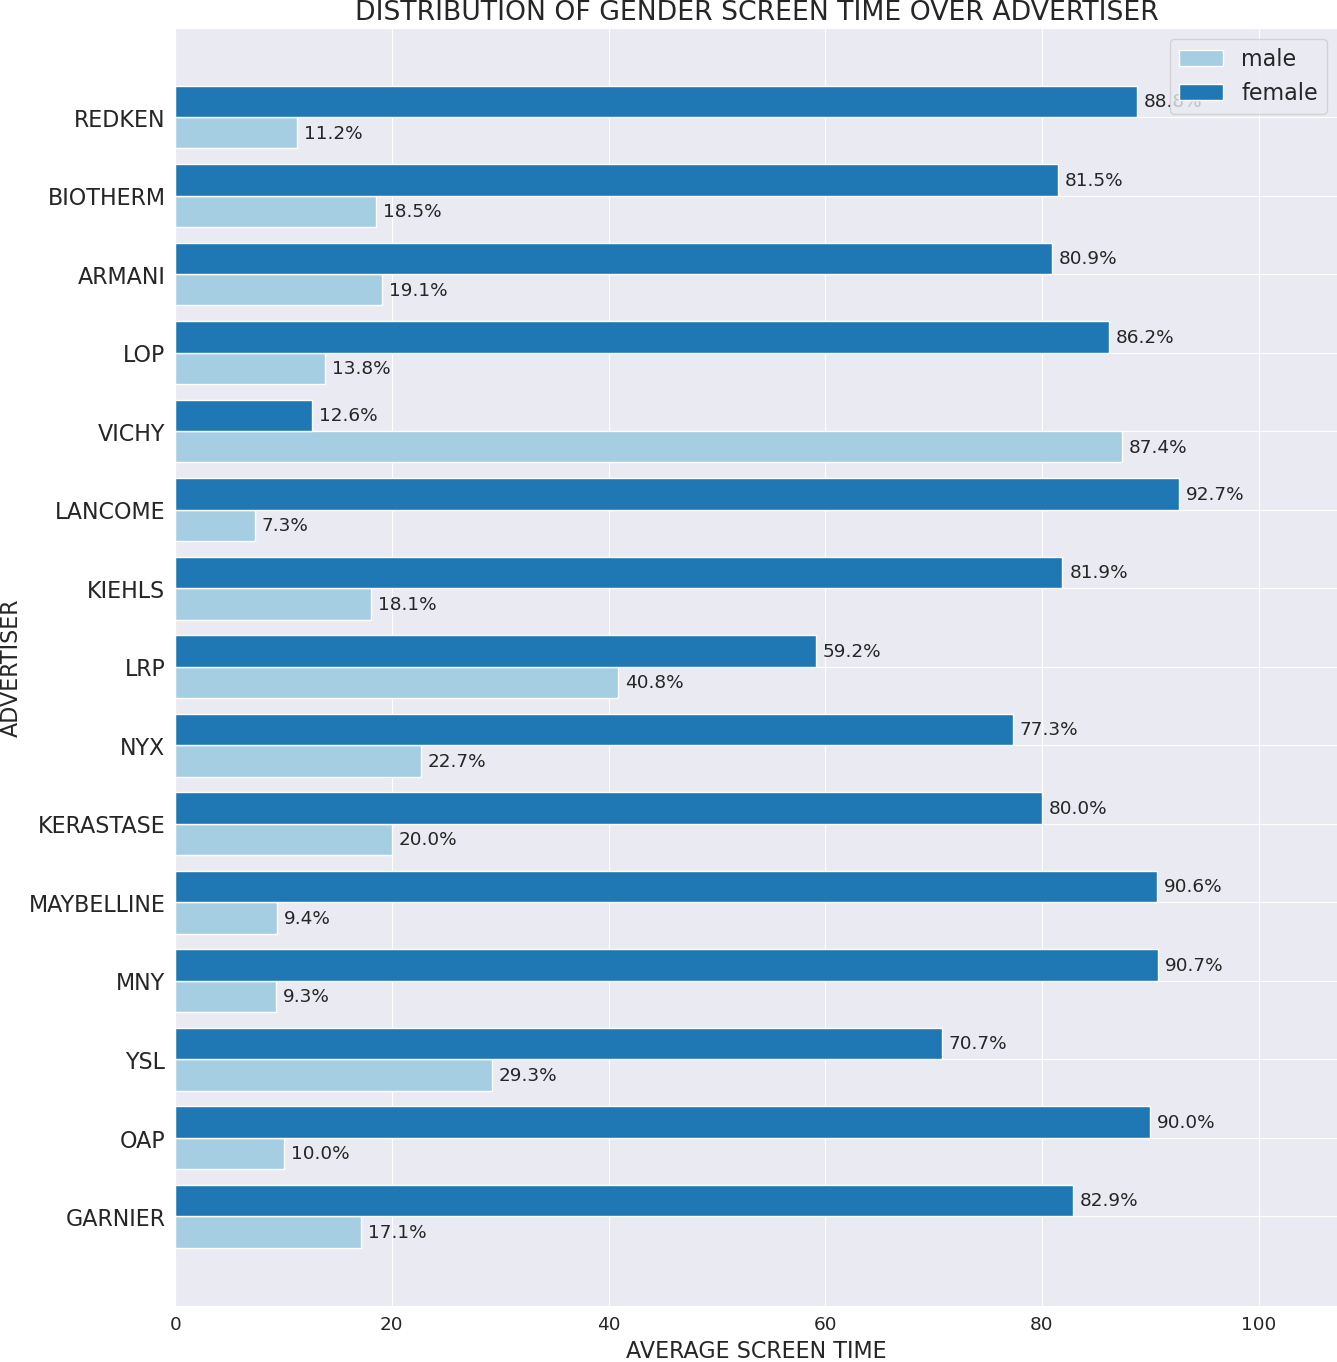 DISTRIBUTION OF GENDER SCREEN TIME OVER ADVERTISER
male
female
REDKEN
88.8%
11.2%
BIOTHERM
81.5%
18.5%
ARMANI
80.9%
19.1%
LOP
86.2%
13.8%
VICHY
12.6%
87.4%
LANCOME
92.7%
7.3%
KIEHLS
81.9%
18.1%
LRP
59.2%
40.8%
NYX
77.3%
22.7%
KERASTASE
80.0%
20.0%
MAYBELLINE
90.6%
9.4%
MNY
90.7%
9.3%
YSL
70.7%
29.3%
OAP
90.0%
10.0%
GARNIER
82.9%
17.1%
ADVERTISER
0 20 40 60 80 100
AVERAGE SCREEN TIME